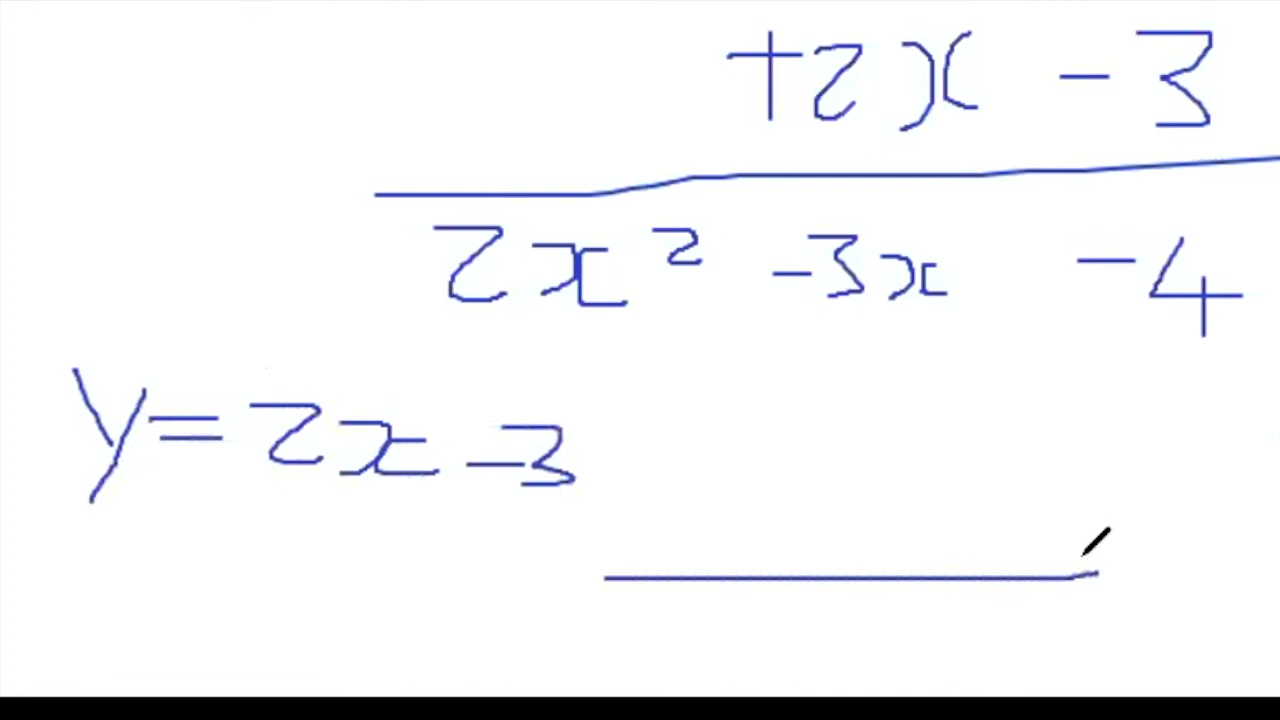 +2x - 3
2x² - 3x - 4
y = 2x - 3